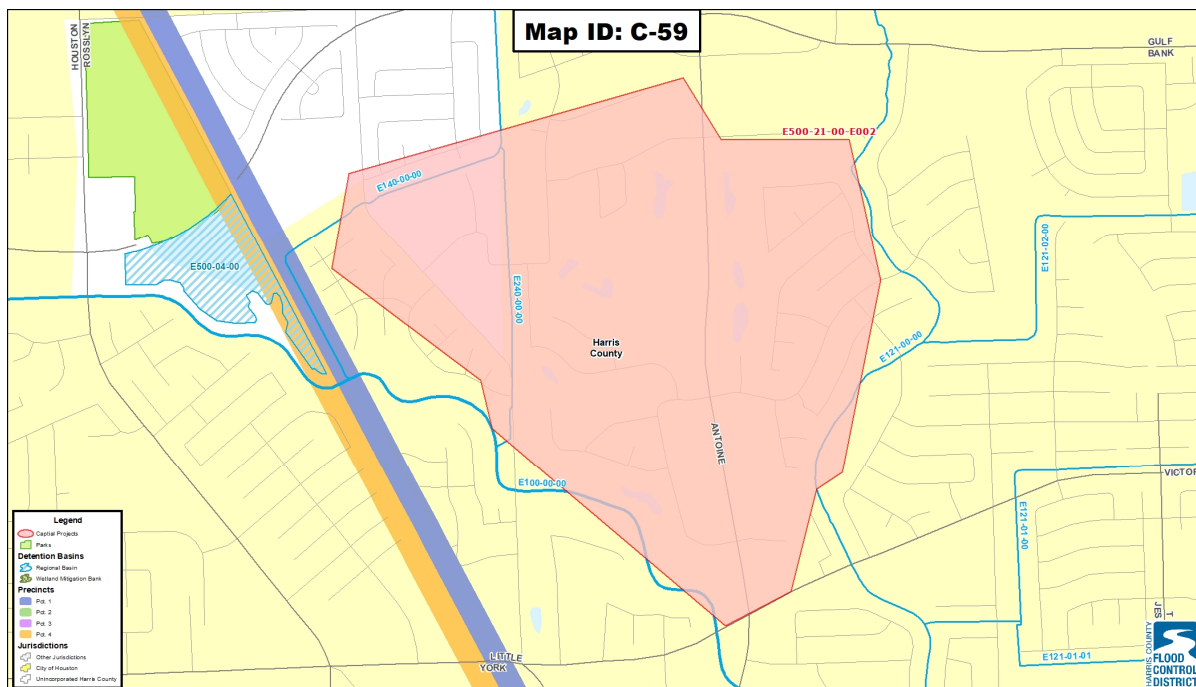 Map ID: C-59
HOUSTON
ROSSLYN
GULF
BANK
E500-21-00-E002
E140-00-00
E121-02-00
E500-04-00
E240-00-00
Harris
County
E121-00-00
ANTOINE
VICTOR
E100-00-00
E121-01-00
Legend
Captial Projects
Parks
Detention Basins
Regional Basin
Wetland Mitigation Bank
Precincts
Pct. 1
Pct. 2
Pct. 3
Pct. 4
Jurisdictions
Other Jurisdictions
City of Houston
Unincorporated Harris County
LITTLE
YORK
E121-01-01
T
JES
HARRIS COUNTY
FLOOD
CONTROL
DISTRICT